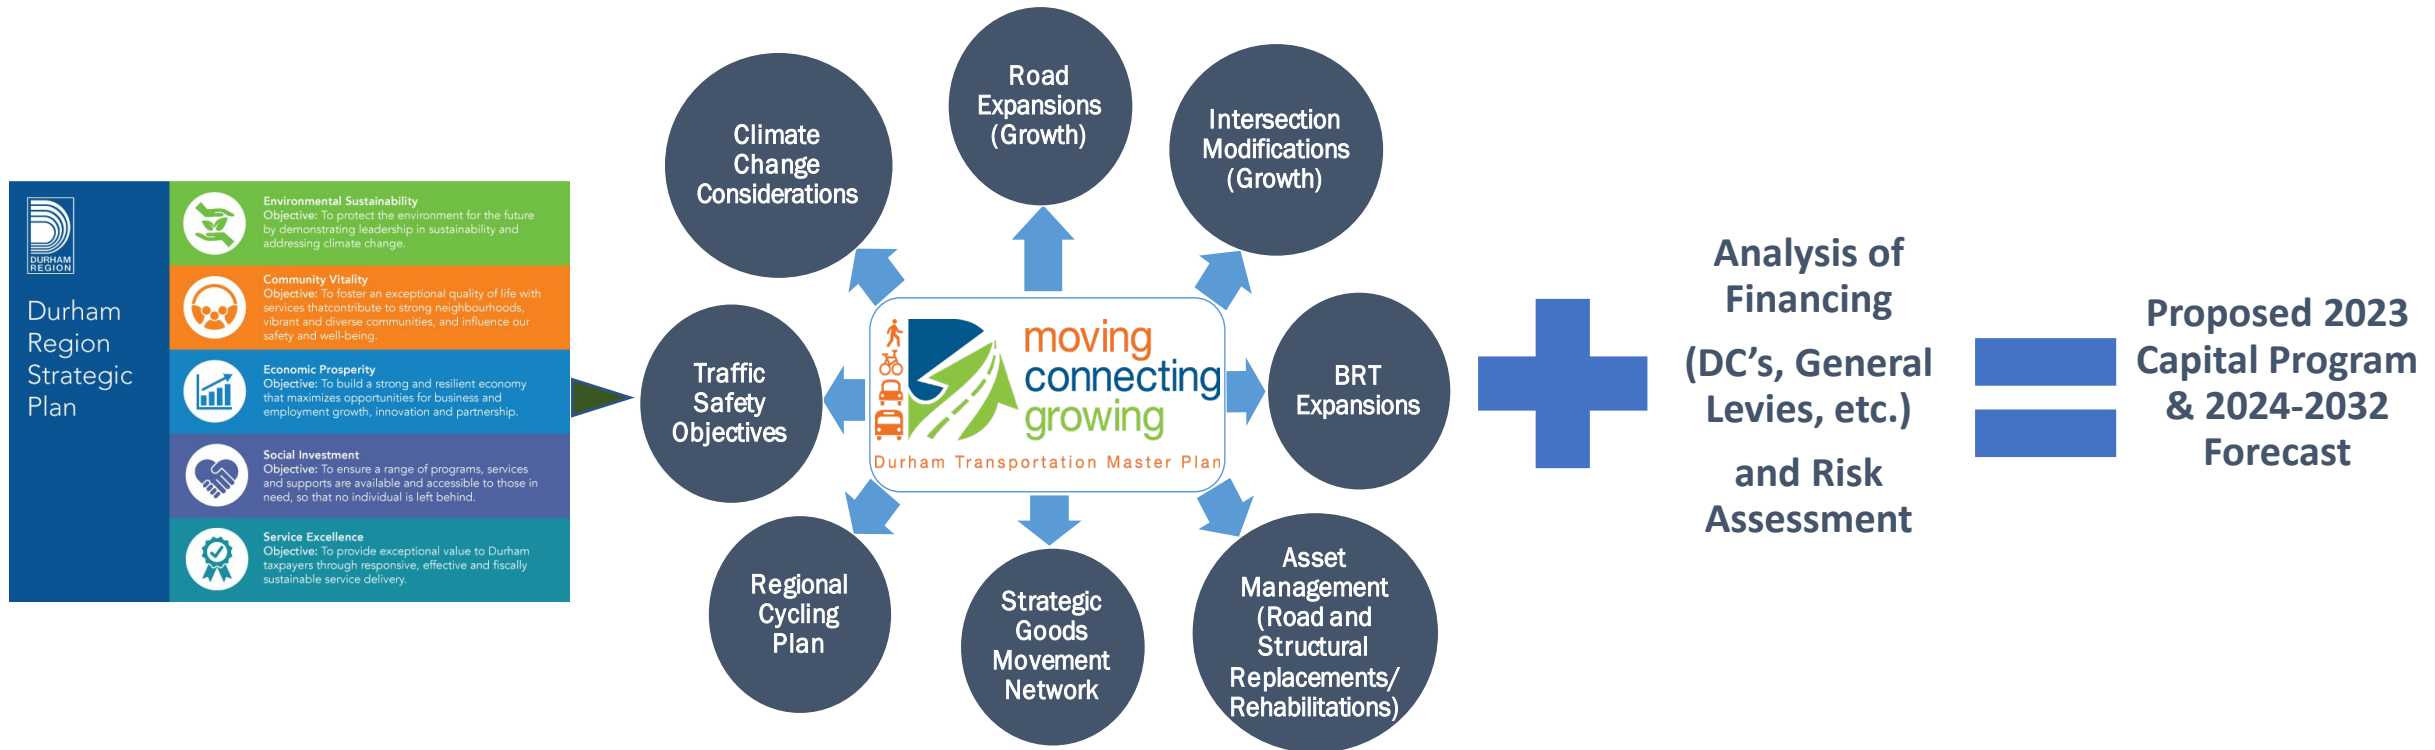 DURHAM
REGION
Durham
Region
Strategic
Plan
Environmental Sustainability
Objective: To protect the environment for the future
by demonstrating leadership in sustainability and
addressing climate change.
Community Vitality
Objective: To foster an exceptional quality of life with
services thatcontribute to strong neighbourhoods,
vibrant and diverse communities, and influence our
safety and well-being.
Economic Prosperity
Objective: To build a strong and resilient economy
that maximizes opportunities for business and
employment growth, innovation and partnership.
Social Investment
Objective: To ensure a range of programs, services
and supports are available and accessible to those in
need, so that no individual is left behind.
Service Excellence
Objective: To provide exceptional value to Durham
taxpayers through responsive, effective and fiscally
sustainable service delivery.
Climate
Change
Considerations
Road
Expansions
(Growth)
Intersection
Modifications
(Growth)
Traffic
Safety
Objectives
moving
connecting
growing
Durham Transportation Master Plan
BRT
Expansions
Regional
Cycling
Plan
Strategic
Goods
Movement
Network
Asset
Management
(Road and
Structural
Replacements/
Rehabilitations)
Analysis of
Financing
(DC's, General
Levies, etc.)
and Risk
Assessment
Proposed 2023
Capital Program
& 2024-2032
Forecast